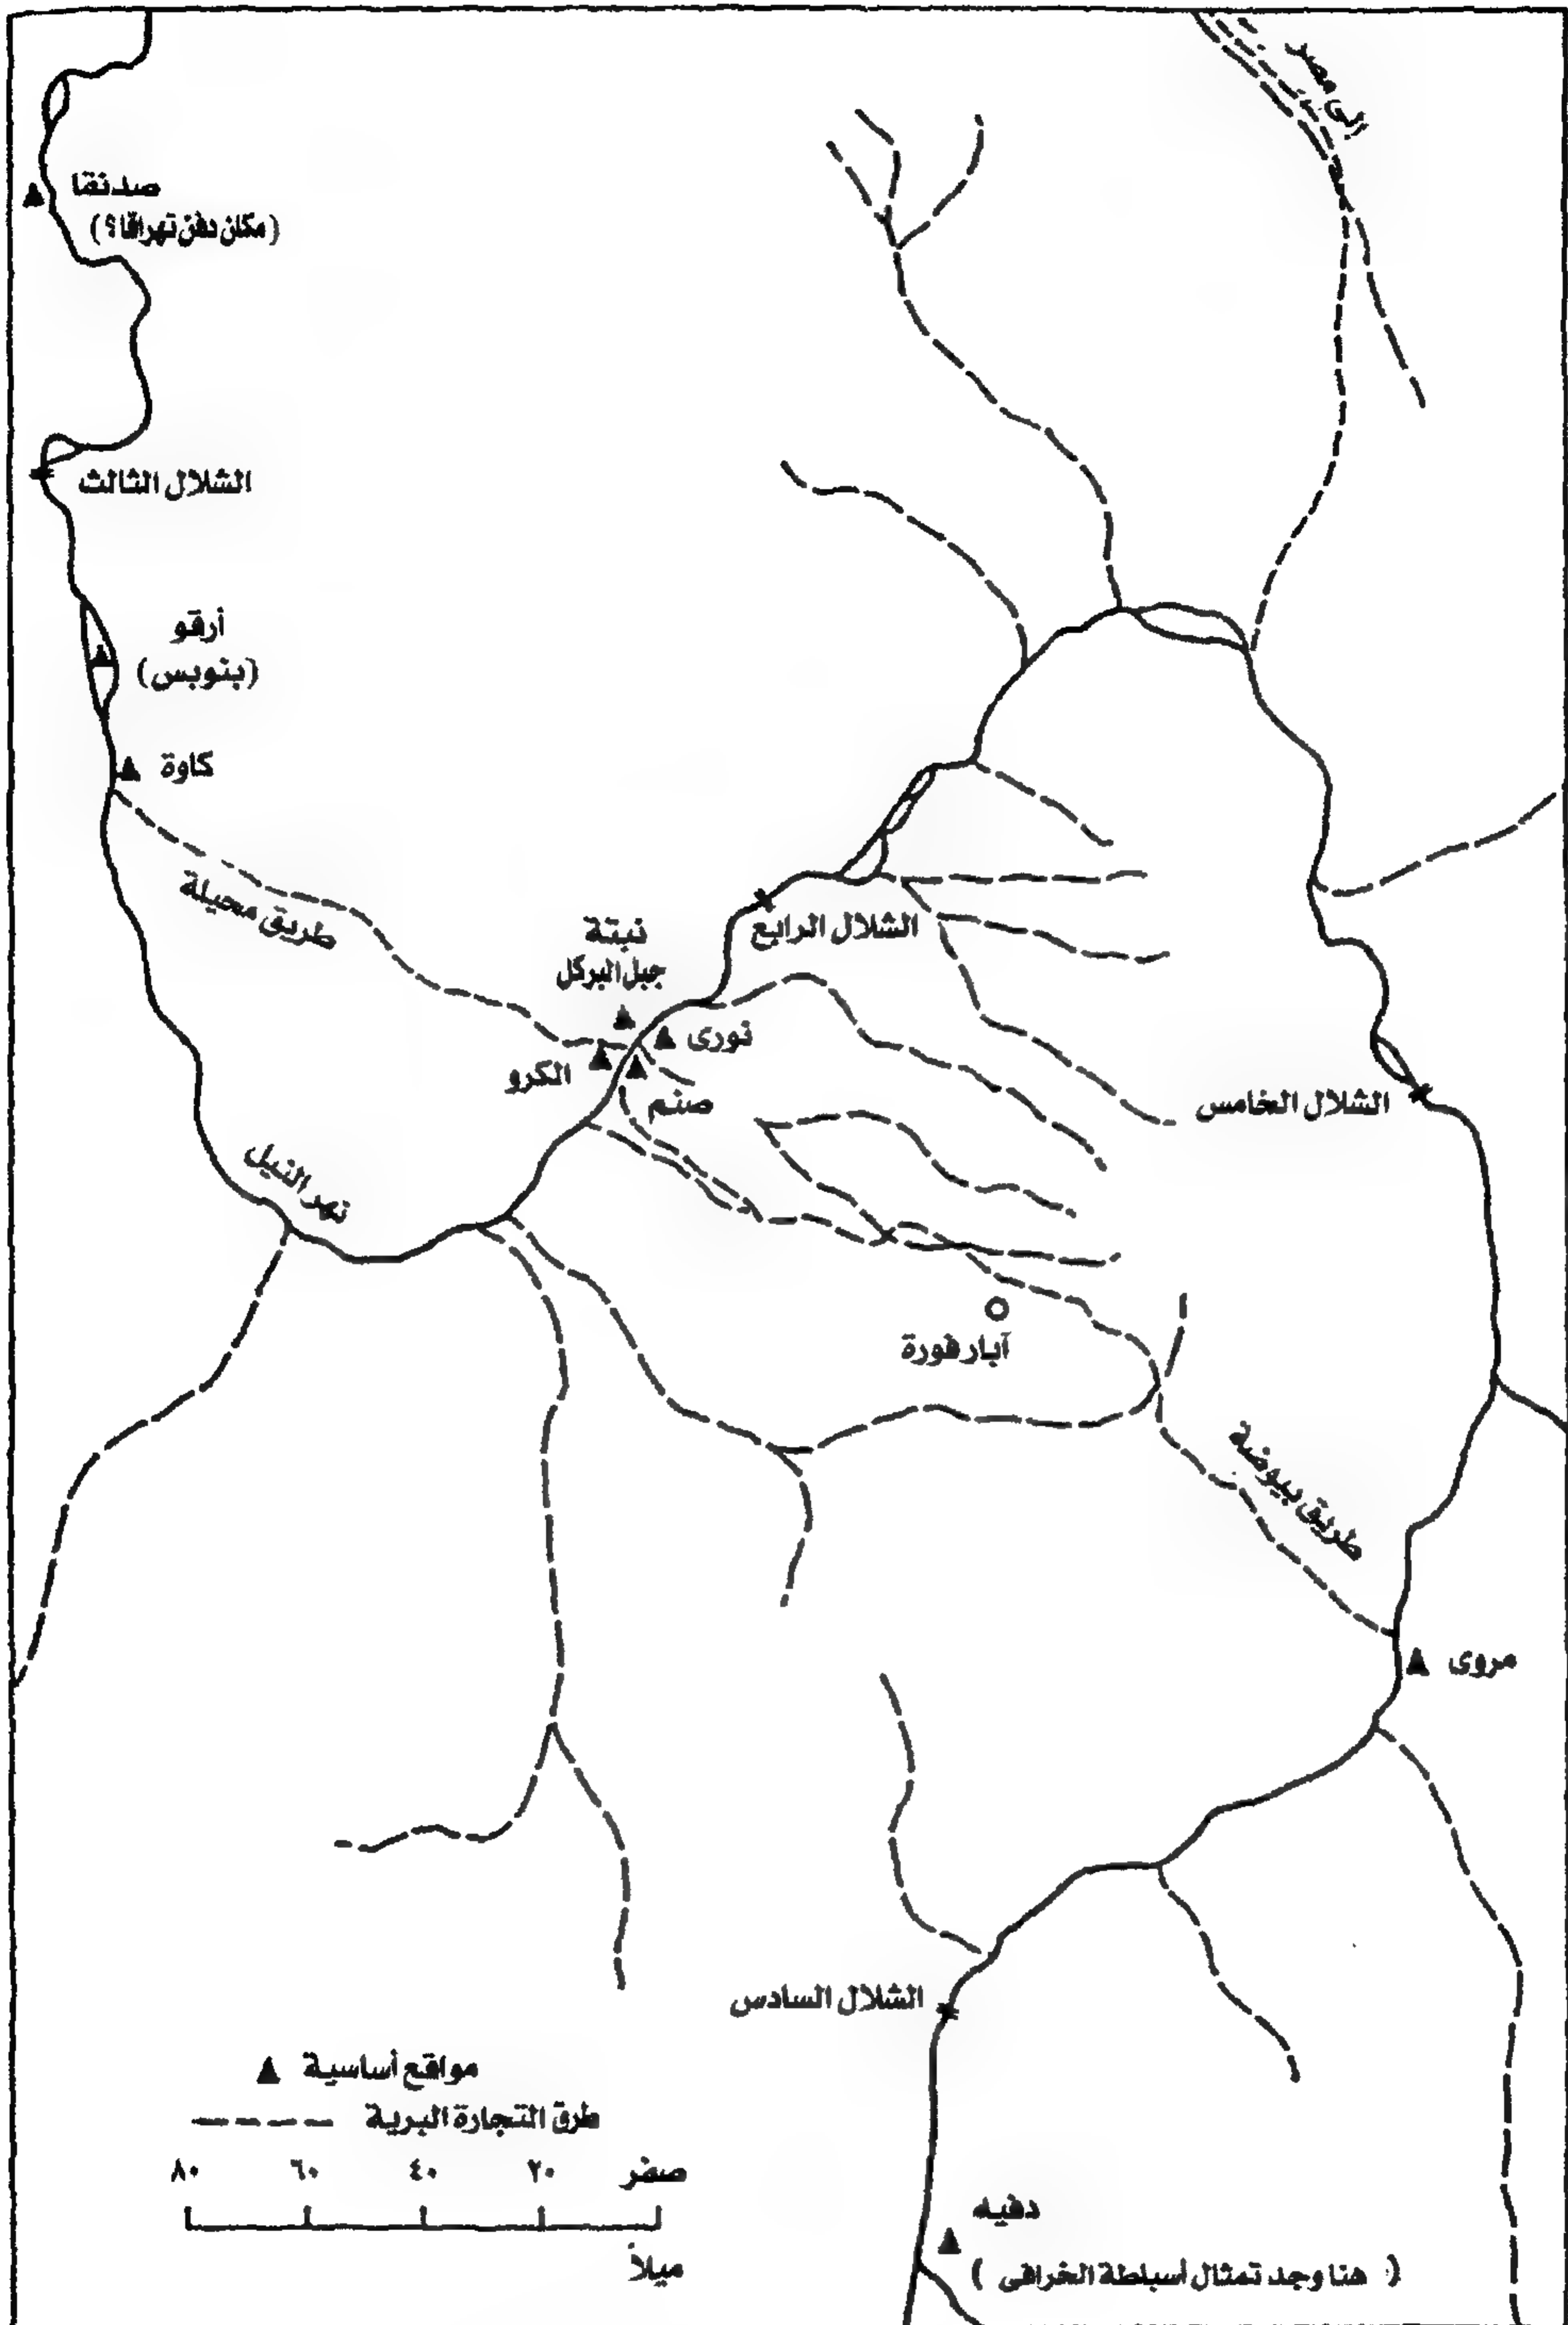 إلى مصر
صدنقا
(مكان دفن تهراقا؟)
الشلال الثالث
أرقو
(بنوبس)
كاوة
طريق محيلة
نبتة
جبل البركل
الشلال الرابع
نورى
الكرو
صنم
الشلال الخامس
نهر النيل
آبار فورة
طريق بيوضة
مروى
الشلال السادس
مواقع أساسية
طرق التجارة البرية
صفر ٢٠ ٤٠ ٦٠ ٨٠
ميلاً
دفيه
( هنا وجد تمثال أسبلطة الخرافى )